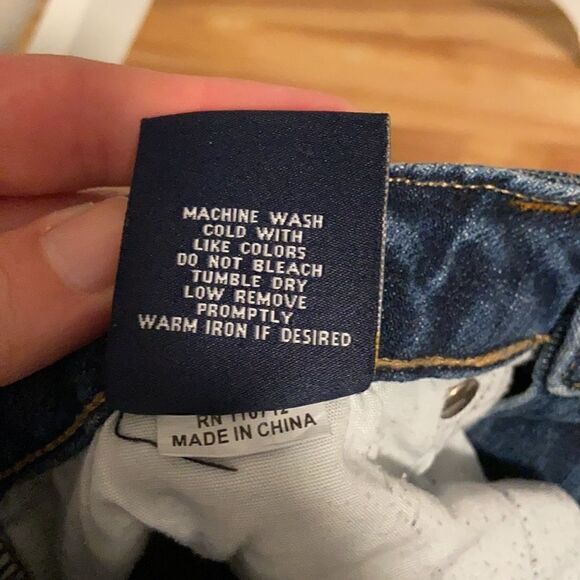 MACHINE WASH
COLD WITH
LIKE COLORS
DO NOT BLEACH
TUMBLE DRY
LOW REMOVE
PROMPTLY
WARM IRON IF DESIRED
RN
MADE IN CHINA